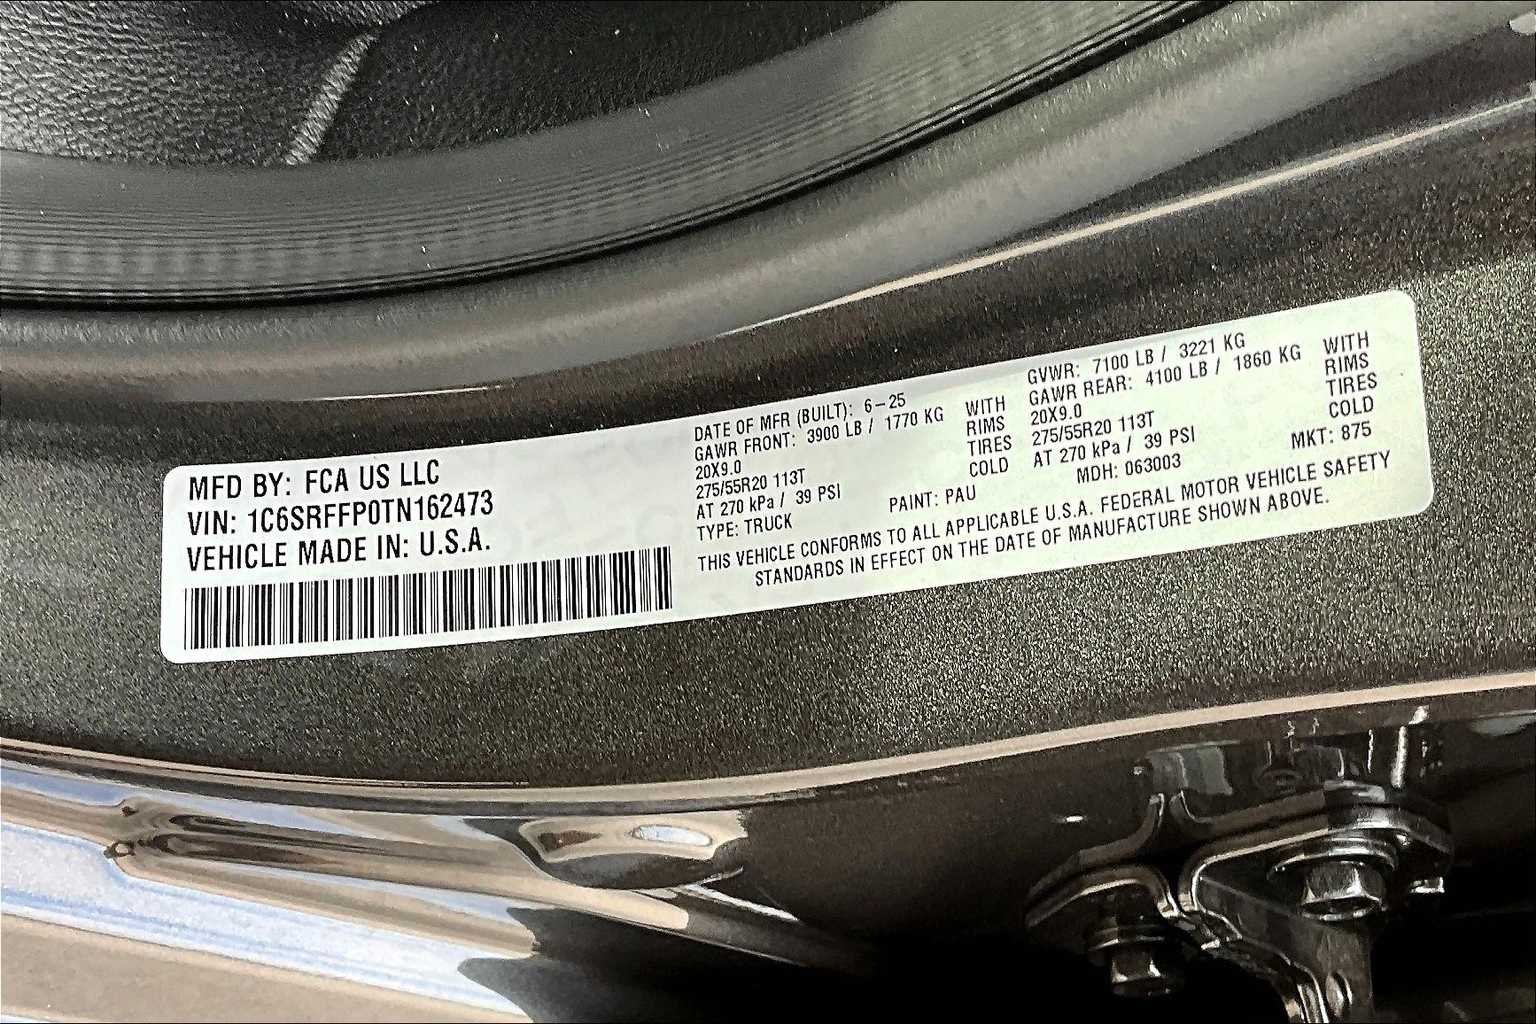 MFD BY: FCA US LLC
VIN: 1C6SRFFP0TN162473
VEHICLE MADE IN: U.S.A.
DATE OF MFR (BUILT): 6-25
GVWR: 7100 LB / 3221 KG
GAWR FRONT: 3900 LB / 1770 KG WITH
20X9.0 RIMS
275/55R20 113T TIRES
AT 270 kPa / 39 PSI COLD
GAWR REAR: 4100 LB / 1860 KG WITH
20X9.0 RIMS
275/55R20 113T TIRES
AT 270 kPa / 39 PSI COLD
TYPE: TRUCK PAINT: PAU MDH: 063003 MKT: 875
THIS VEHICLE CONFORMS TO ALL APPLICABLE U.S.A. FEDERAL MOTOR VEHICLE SAFETY
STANDARDS IN EFFECT ON THE DATE OF MANUFACTURE SHOWN ABOVE.